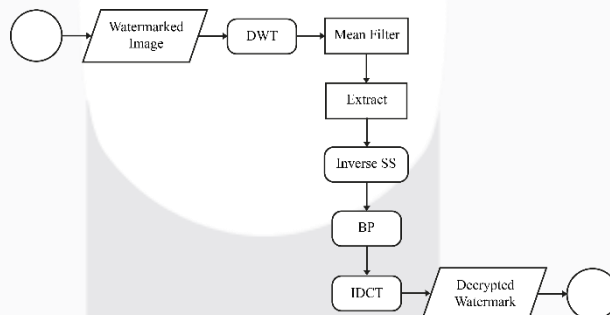 Watermarked
Image
DWT
Mean Filter
Extract
Inverse SS
BP
IDCT
Decrypted
Watermark